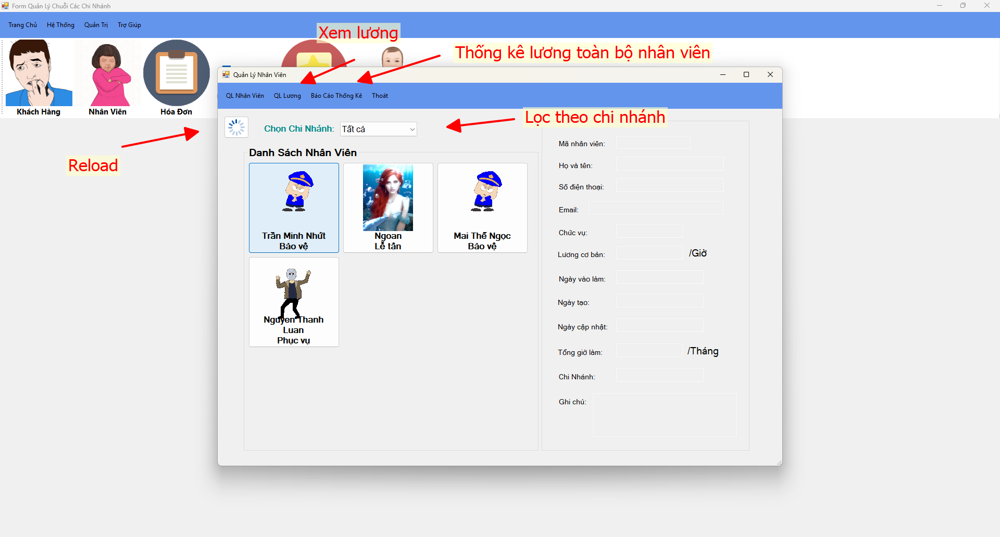 Form Quản Lý Chuỗi Các Chi Nhánh
Trang Chủ Hệ Thống Quản Trị Trợ Giúp
Xem lương
Thống kê lương toàn bộ nhân viên
Khách Hàng
Nhân Viên
Hóa Đơn
Quản Lý Nhân Viên
QL Nhân Viên QL Lương Báo Cáo Thống Kê Thoát
Reload
Chọn Chi Nhánh: Tất cả
Lọc theo chi nhánh
Danh Sách Nhân Viên
Trần Minh Nhứt
Bảo vệ
Ngoan
Lễ tân
Mai Thế Ngọc
Bảo vệ
Nguyen Thanh
Luan
Phục vụ
Mã nhân viên:
Họ và tên:
Số điện thoại:
Email:
Chức vụ:
Lương cơ bản: /Giờ
Ngày vào làm:
Ngày tạo:
Ngày cập nhật:
Tổng giờ làm: /Tháng
Chi Nhánh:
Ghi chú: